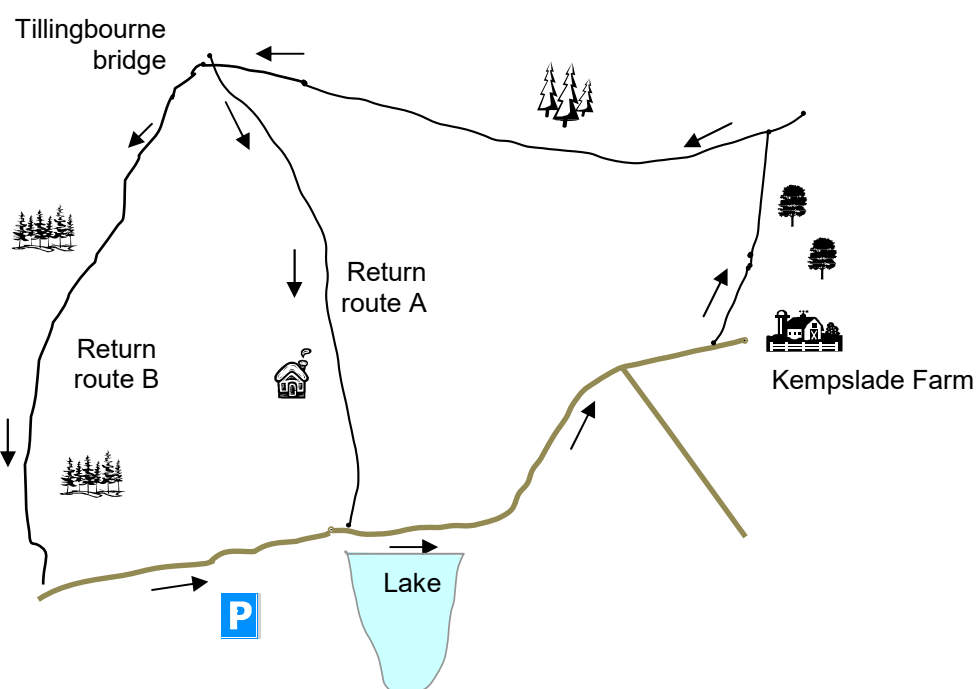 Tillingbourne
bridge
Return
route A
Return
route B
Kempslade Farm
Lake
P